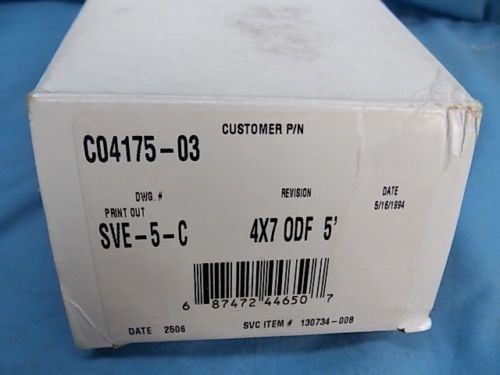 CUSTOMER P/N
C04175-03
DWG. # REVISION DATE
PRINT OUT 5/16/1994
SVE-5-C 4X7 ODF 5'
6 87472 44650 7
DATE 2506 SVC ITEM # 130734-008